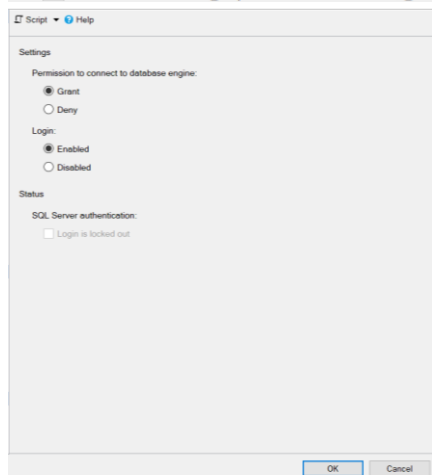 Script Help
Settings
Permission to connect to database engine:
Grant
Deny
Login:
Enabled
Disabled
Status
SQL Server authentication:
Login is locked out
OK Cancel